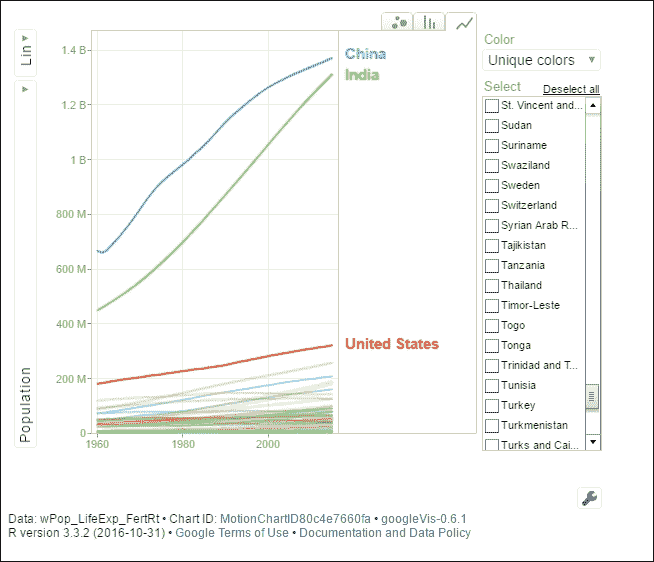 Lin
Population
1.4 B
1.2 B
1 B
800 M
600 M
400 M
200 M
0
1960
1980
2000
China
India
United States
Color
Unique colors
Select
Deselect all
St. Vincent and...
Sudan
Suriname
Swaziland
Sweden
Switzerland
Syrian Arab R...
Tajikistan
Tanzania
Thailand
Timor-Leste
Togo
Tonga
Trinidad and T...
Tunisia
Turkey
Turkmenistan
Turks and Cai...
Data: wPop_LifeExp_FertRt • Chart ID: MotionChartID80c4e7660fa • googleVis-0.6.1
R version 3.3.2 (2016-10-31) • Google Terms of Use • Documentation and Data Policy